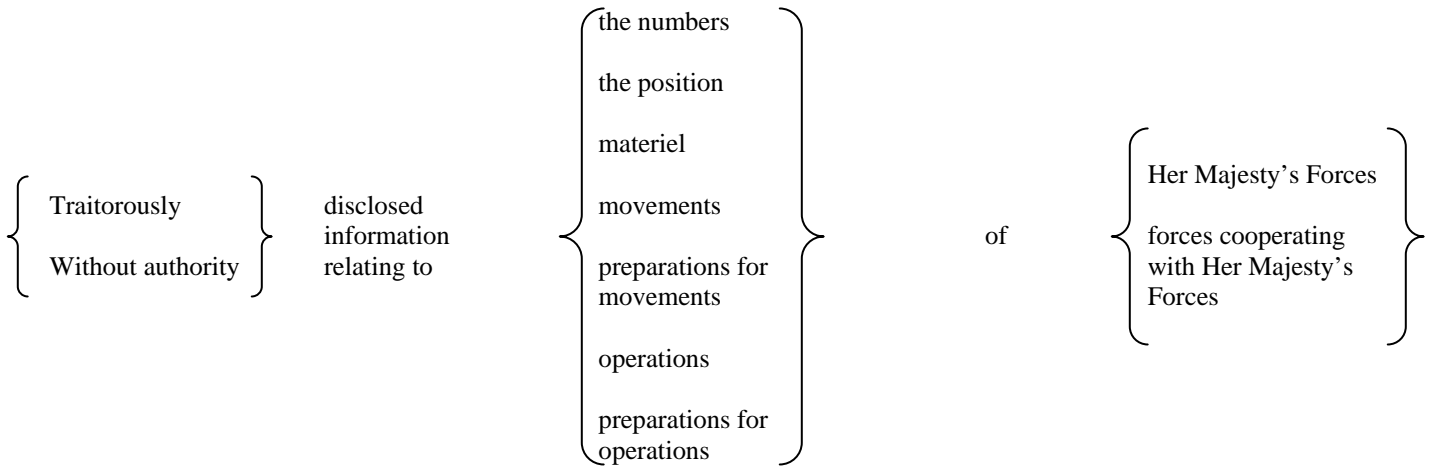 Traitorously
Without authority
disclosed
information
relating to
the numbers
the position
materiel
movements
preparations for
movements
operations
preparations for
operations
of
Her Majesty’s Forces
forces cooperating
with Her Majesty’s
Forces